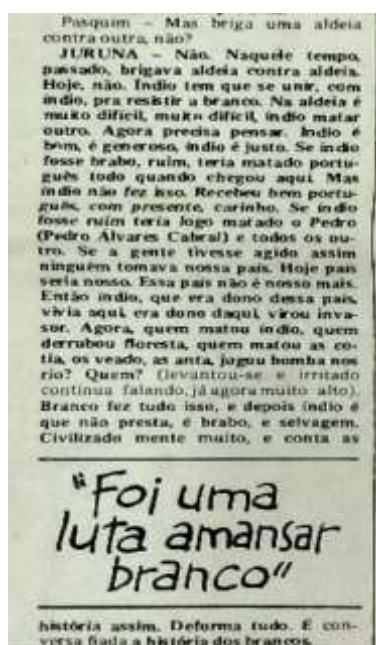 Pasquim — Mas briga uma aldeia
contra outra, não?
JURUNA — Não. Naquele tempo,
passado, brigava aldeia contra aldeia.
Hoje, não. Índio tem que se unir, com
índio, pra resistir a branco. Na aldeia é
muito difícil, muito difícil, índio matar
outro. Agora precisa pensar. Índio é
bom, é generoso, índio é justo. Se índio
fosse brabo, ruim, teria matado portu-
guês todo quando chegou aqui. Mas
índio não fez isso. Recebeu bem portu-
guês, com presente, carinho. Se índio
fosse ruim teria logo matado o Pedro
(Pedro Álvares Cabral) e todos os ou-
tro. Se a gente tivesse agido assim
ninguém tomava nossa país. Hoje país
seria nosso. Essa país não é nosso mais.
Então índio, que era dono dessa país,
vivia aqui, era dono daqui, virou inva-
sor. Agora, quem matou índio, quem
derrubou floresta, quem matou as co-
tia, os veado, as anta, jogou bomba nos
rio? Quem? (levantou-se e irritado
continua falando, já agora muito alto).
Branco fez tudo isso, e depois índio é
que não presta, é brabo, e selvagem.
Civilizado mente muito, e conta as
"Foi uma
luta amansar
branco"
história assim. Deforma tudo. É con-
versa fiada a história dos brancos.